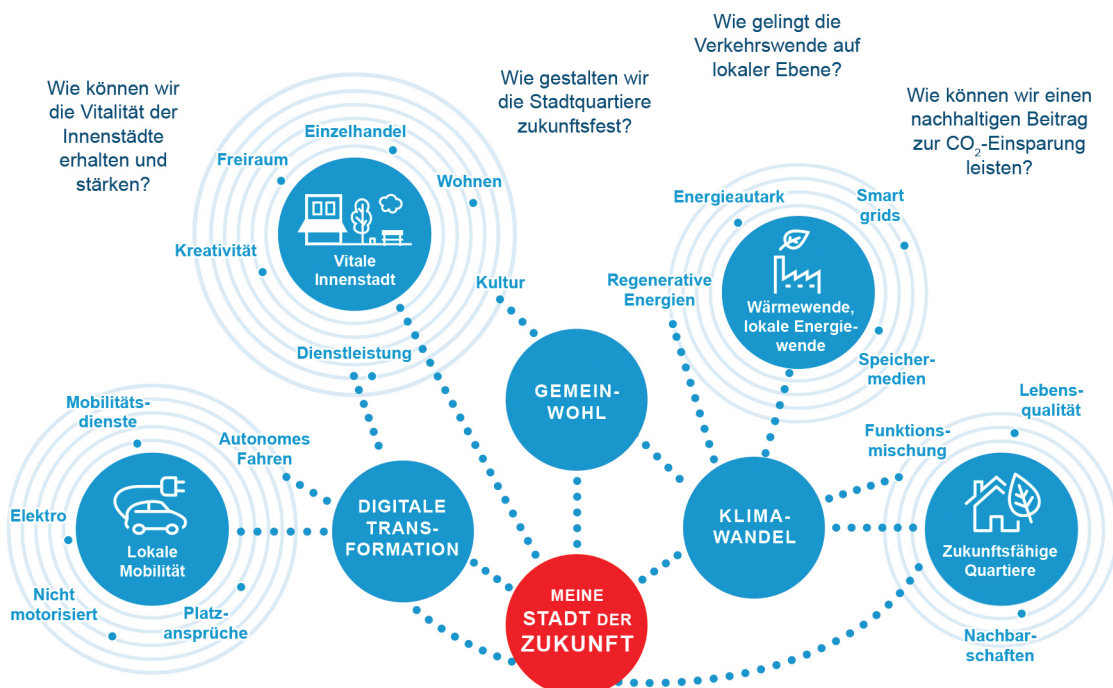 Wie gelingt die
Verkehrswende auf
lokaler Ebene?
Wie können wir
die Vitalität der
Innenstädte
erhalten und
stärken?
Wie gestalten wir
die Stadtquartiere
zukunftsfest?
Wie können wir einen
nachhaltigen Beitrag
zur CO₂-Einsparung
leisten?
Einzelhandel
Freiraum
Wohnen
Kreativität
Vitale
Innenstadt
Kultur
Dienstleistung
Energieautark
Smart
grids
Regenerative
Energien
Wärmewende,
lokale Energie-
wende
Speicher-
medien
GEMEIN-
WOHL
Mobilitäts-
dienste
Autonomes
Fahren
Elektro
Lokale
Mobilität
Nicht
motorisiert
Platz-
ansprüche
DIGITALE
TRANS-
FORMATION
KLIMA-
WANDEL
Lebens-
qualität
Funktions-
mischung
Zukunftsfähige
Quartiere
Nachbar-
schaften
MEINE
STADT DER
ZUKUNFT